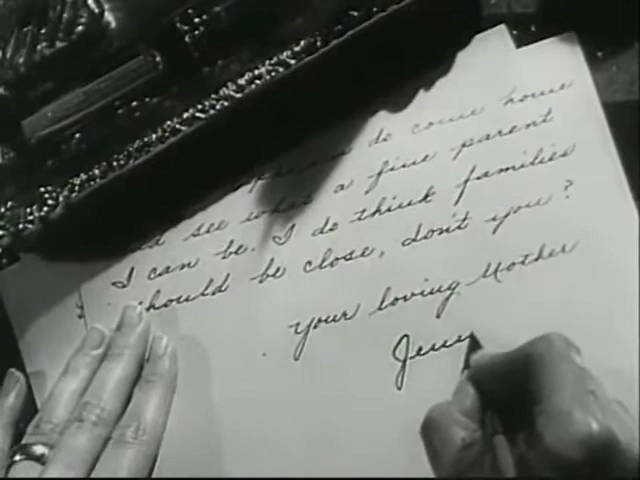 do come home
see what a fine parent
I can be. I do think families
should be close, don't you?
Your loving Mother
Jenny